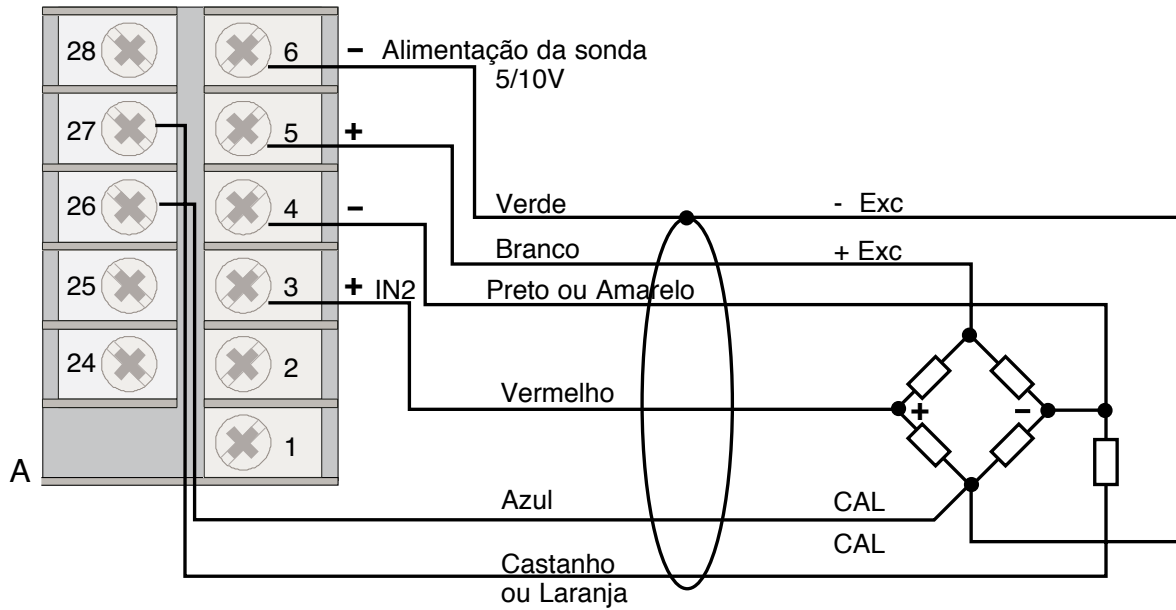 28
6
– Alimentação da sonda
5/10V
27
5
+
26
4
–
Verde
- Exc
Branco
+ Exc
25
3
+ IN2
Preto ou Amarelo
24
2
Vermelho
+
–
1
A
Azul
CAL
CAL
Castanho
ou Laranja